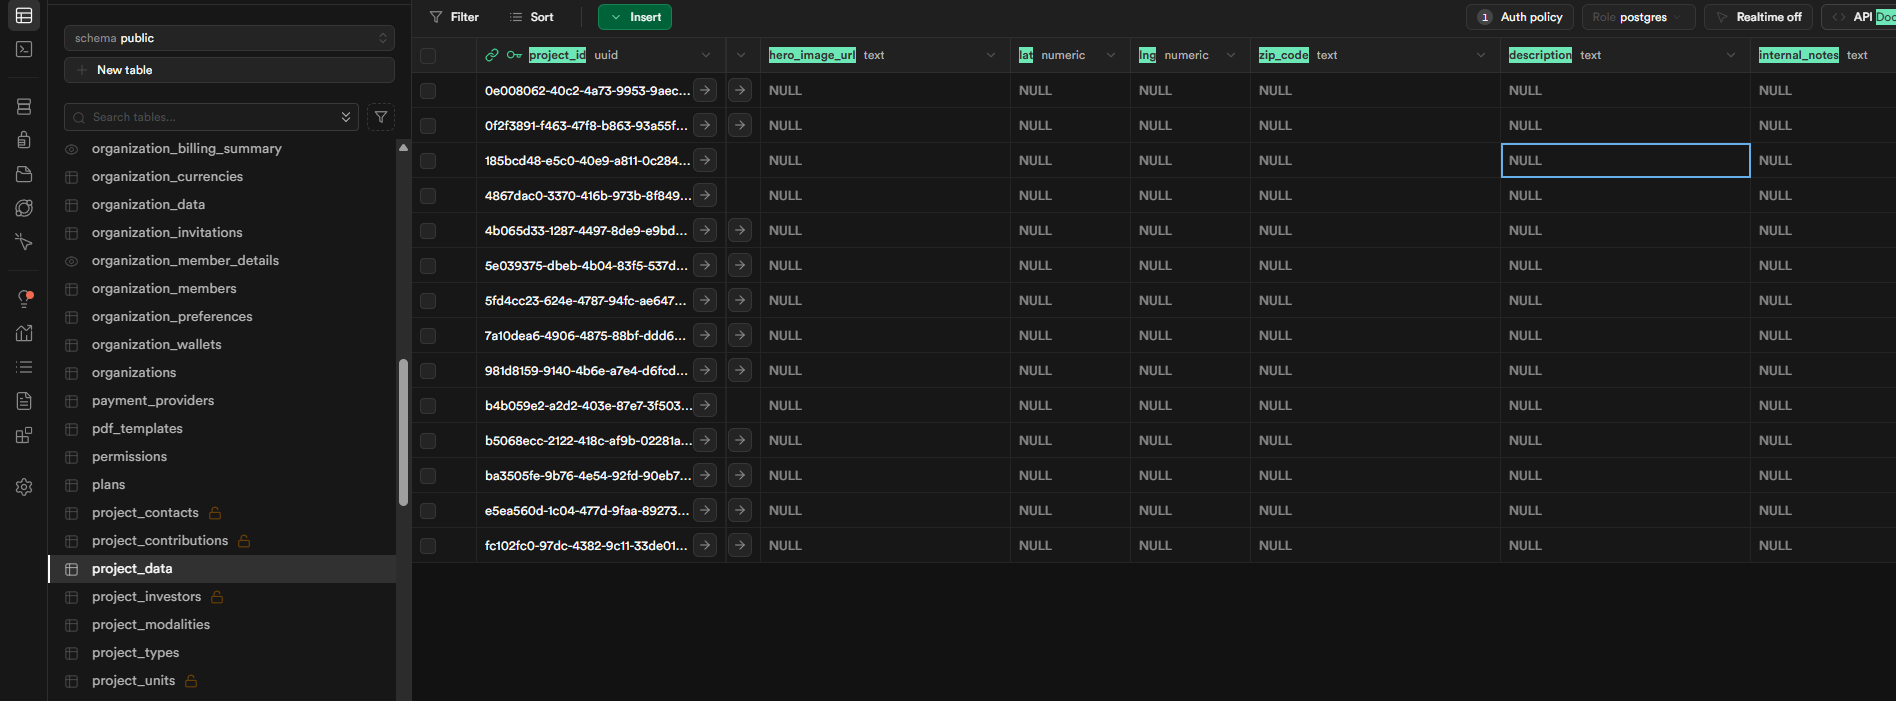 schema public
New table
Search tables...
organization_billing_summary
organization_currencies
organization_data
organization_invitations
organization_member_details
organization_members
organization_preferences
organization_wallets
organizations
payment_providers
pdf_templates
permissions
plans
project_contacts
project_contributions
project_data
project_investors
project_modalities
project_types
project_units
Filter Sort Insert 1 Auth policy Role postgres Realtime off API Doc
project_id uuid hero_image_url text lat numeric lng numeric zip_code text description text internal_notes text
0e008062-40c2-4a73-9953-9aec... NULL NULL NULL NULL NULL NULL
0f2f3891-f463-47f8-b863-93a55f... NULL NULL NULL NULL NULL NULL
185bcd48-e5c0-40e9-a811-0c284... NULL NULL NULL NULL NULL NULL
4867dac0-3370-416b-973b-8f849... NULL NULL NULL NULL NULL NULL
4b065d33-1287-4497-8de9-e9bd... NULL NULL NULL NULL NULL NULL
5e039375-dbeb-4b04-83f5-537d... NULL NULL NULL NULL NULL NULL
5fd4cc23-624e-4787-94fc-ae647... NULL NULL NULL NULL NULL NULL
7a10dea6-4906-4875-88bf-ddd6... NULL NULL NULL NULL NULL NULL
981d8159-9140-4b6e-a7e4-d6fcd... NULL NULL NULL NULL NULL NULL
b4b059e2-a2d2-403e-87e7-3f503... NULL NULL NULL NULL NULL NULL
b5068ecc-2122-418c-af9b-02281a... NULL NULL NULL NULL NULL NULL
ba3505fe-9b76-4e54-92fd-90eb7... NULL NULL NULL NULL NULL NULL
e5ea560d-1c04-477d-9faa-89273... NULL NULL NULL NULL NULL NULL
fc102fc0-97dc-4382-9c11-33de01... NULL NULL NULL NULL NULL NULL